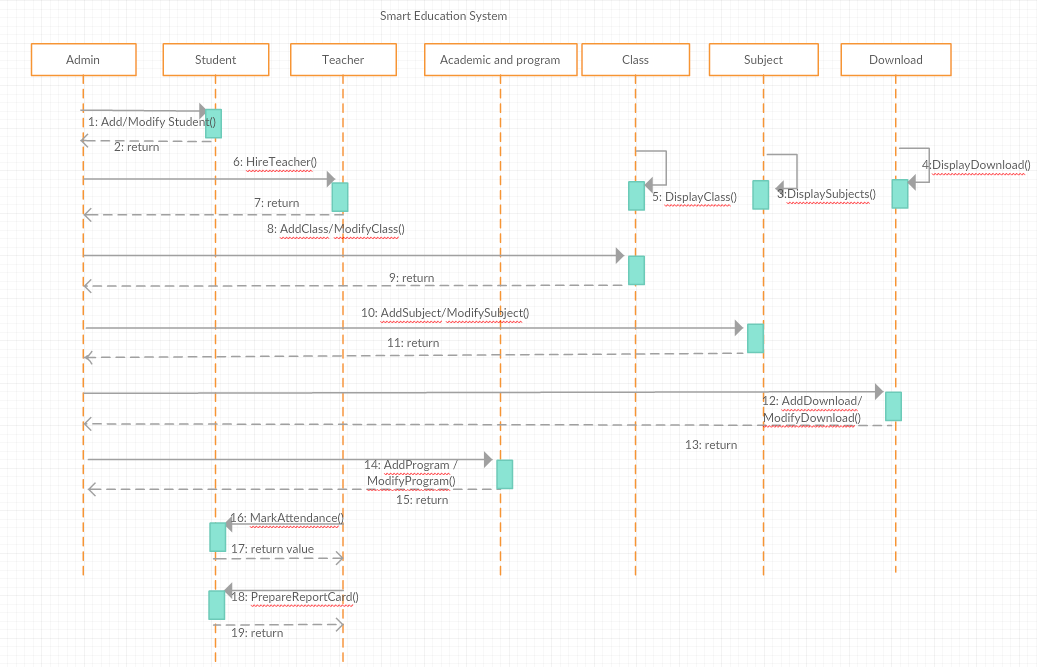 Smart Education System
Admin
Student
Teacher
Academic and program
Class
Subject
Download
1: Add/Modify Student()
2: return
6: HireTeacher()
4:DisplayDownload()
5: DisplayClass()
3:DisplaySubjects()
7: return
8: AddClass/ModifyClass()
9: return
10: AddSubject/ModifySubject()
11: return
12: AddDownload/
ModifyDownload()
13: return
14: AddProgram /
ModifyProgram()
15: return
16: MarkAttendance()
17: return value
18: PrepareReportCard()
19: return